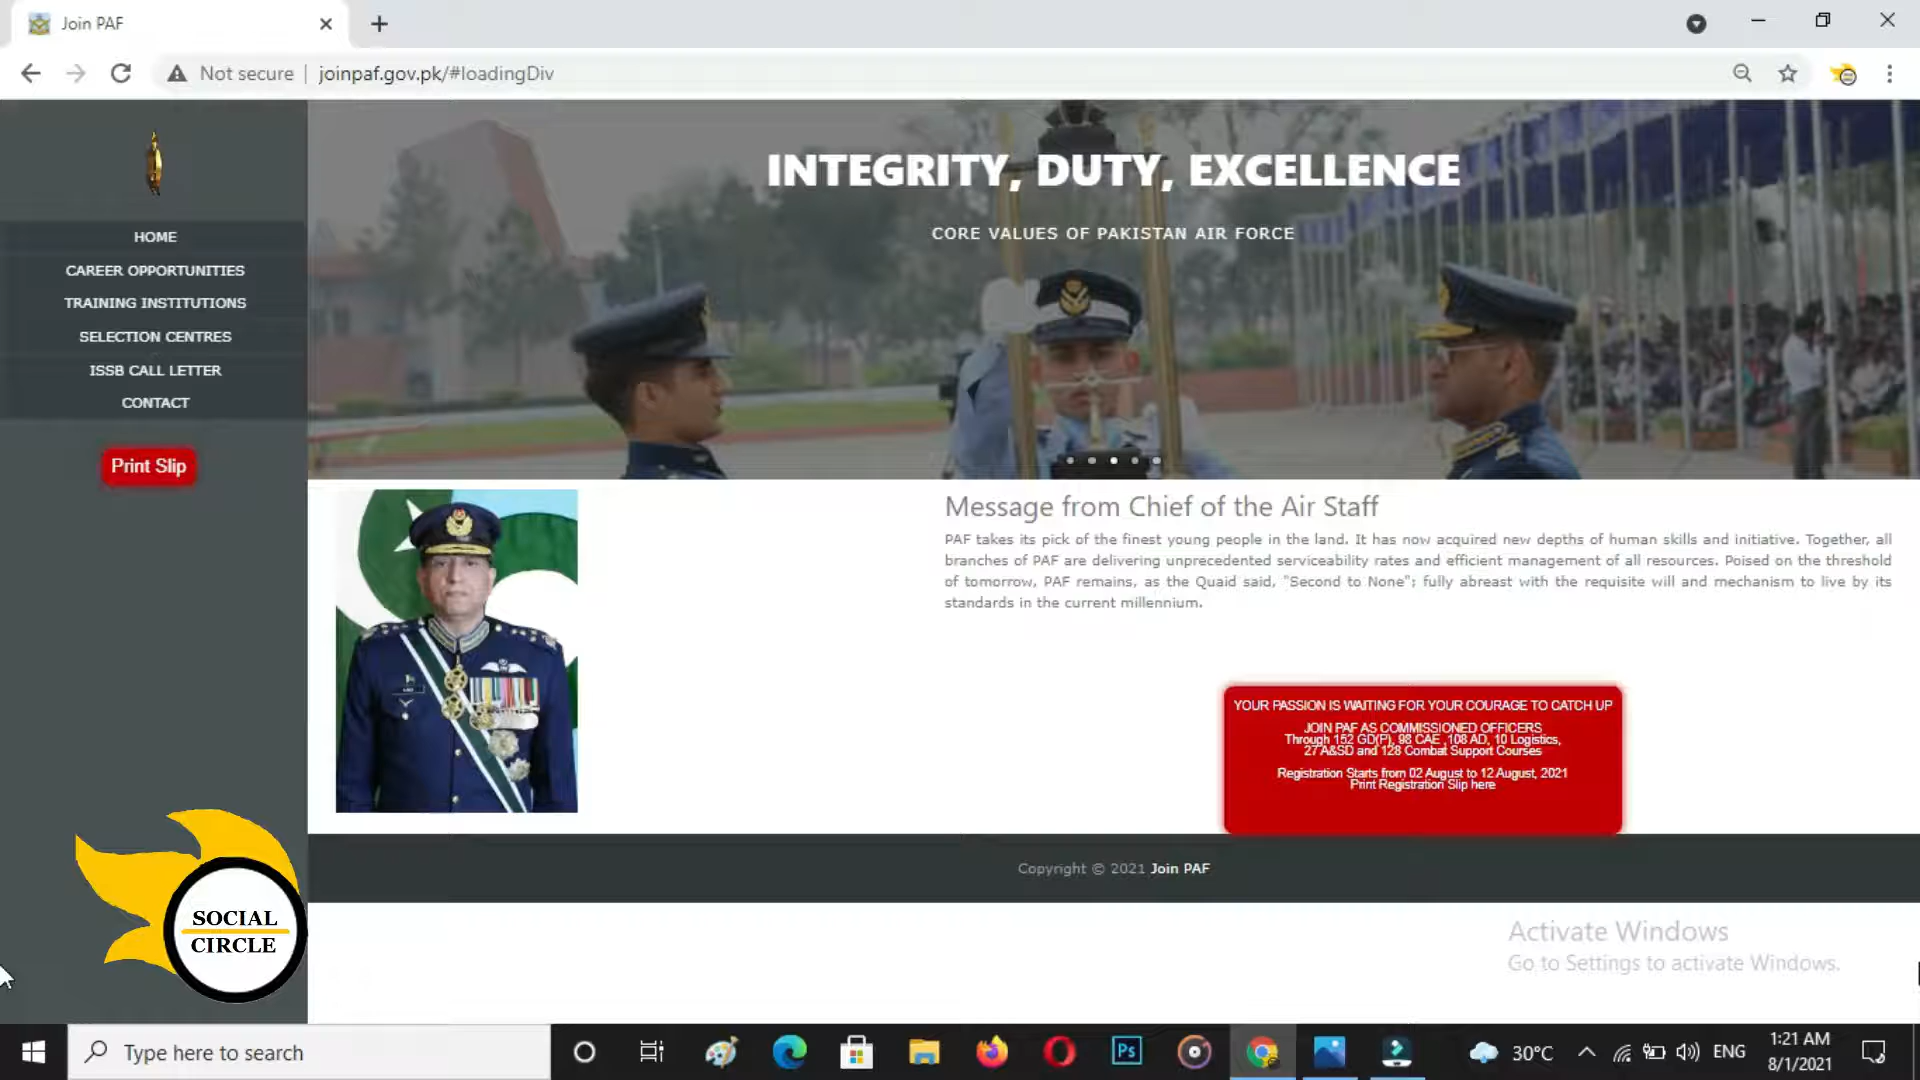 Join PAF
Not secure
joinpaf.gov.pk/#loadingDiv
HOME
CAREER OPPORTUNITIES
TRAINING INSTITUTIONS
SELECTION CENTRES
ISSB CALL LETTER
CONTACT
Print Slip
INTEGRITY, DUTY, EXCELLENCE
CORE VALUES OF PAKISTAN AIR FORCE
Message from Chief of the Air Staff
PAF takes its pick of the finest young people in the land. It has now acquired new depths of human skills and initiative. Together, all
branches of PAF are delivering unprecedented serviceability rates and efficient management of all resources. Poised on the threshold
of tomorrow, PAF remains, as the Quaid said, "Second to None"; fully abreast with the requisite will and mechanism to live by its
standards in the current millennium.
YOUR PASSION IS WAITING FOR YOUR COURAGE TO CATCH UP
JOIN PAF AS COMMISSIONED OFFICERS
Through 152 GD(P), 98 CAE ,108 AD, 10 Logistics,
27 A&SD and 128 Combat Support Courses
Registration Starts from 02 August to 12 August, 2021
Print Registration Slip here
Copyright © 2021 Join PAF
SOCIAL
CIRCLE
Activate Windows
Go to Settings to activate Windows.
Type here to search
Ps
30°C
ENG
1:21 AM
8/1/2021